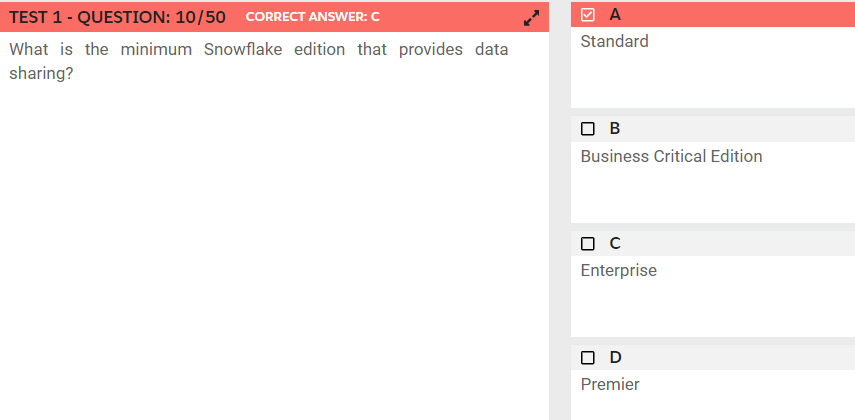 TEST 1 - QUESTION: 10/50 CORRECT ANSWER: C
What is the minimum Snowflake edition that provides data
sharing?
A
Standard
B
Business Critical Edition
C
Enterprise
D
Premier